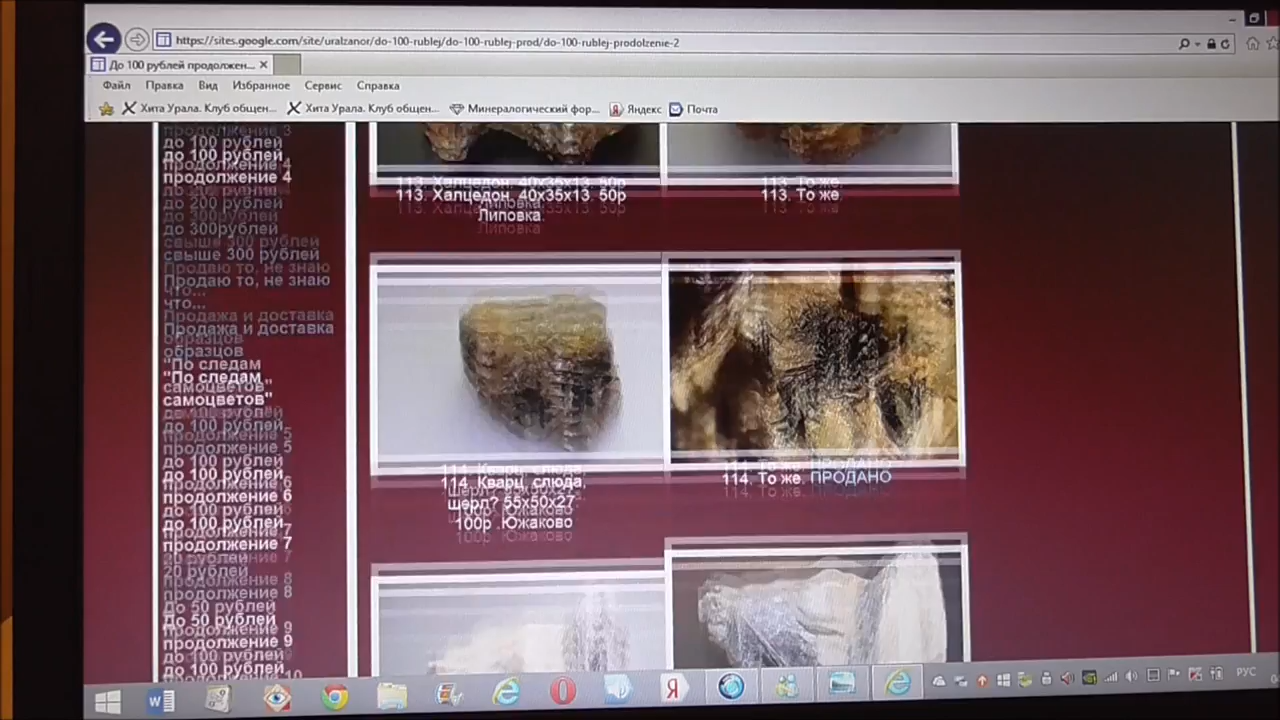 https://sites.google.com/site/uralzanor/do-100-rublej/do-100-rublej-prod/do-100-rublej-prodolzenie-2
До 100 рублей продолжен...
Файл Правка Вид Избранное Сервис Справка
Хита Урала. Клуб общен... Хита Урала. Клуб общен... Минералогический фор... Яндекс Почта
продолжение 3
до 100 рублей
до 100 рублей
продолжение 4
до 200 рублей
до 300рублей
свыше 300 рублей
Продаю то, не знаю
что...
Продажа и доставка
образцов
"По следам
самоцветов"
до 100 рублей
продолжение 5
до 100 рублей
продолжение 6
до 100 рублей
продолжение 7
20 рублей
продолжение 8
До 50 рублей
продолжение 9
до 100 рублей
113. Халцедон. 40х35х13. 50р
Липовка.
113. То же.
114. Кварц, слюда,
шерл? 55х50х27.
100р .Южаково
114. То же. ПРОДАНО
РУС